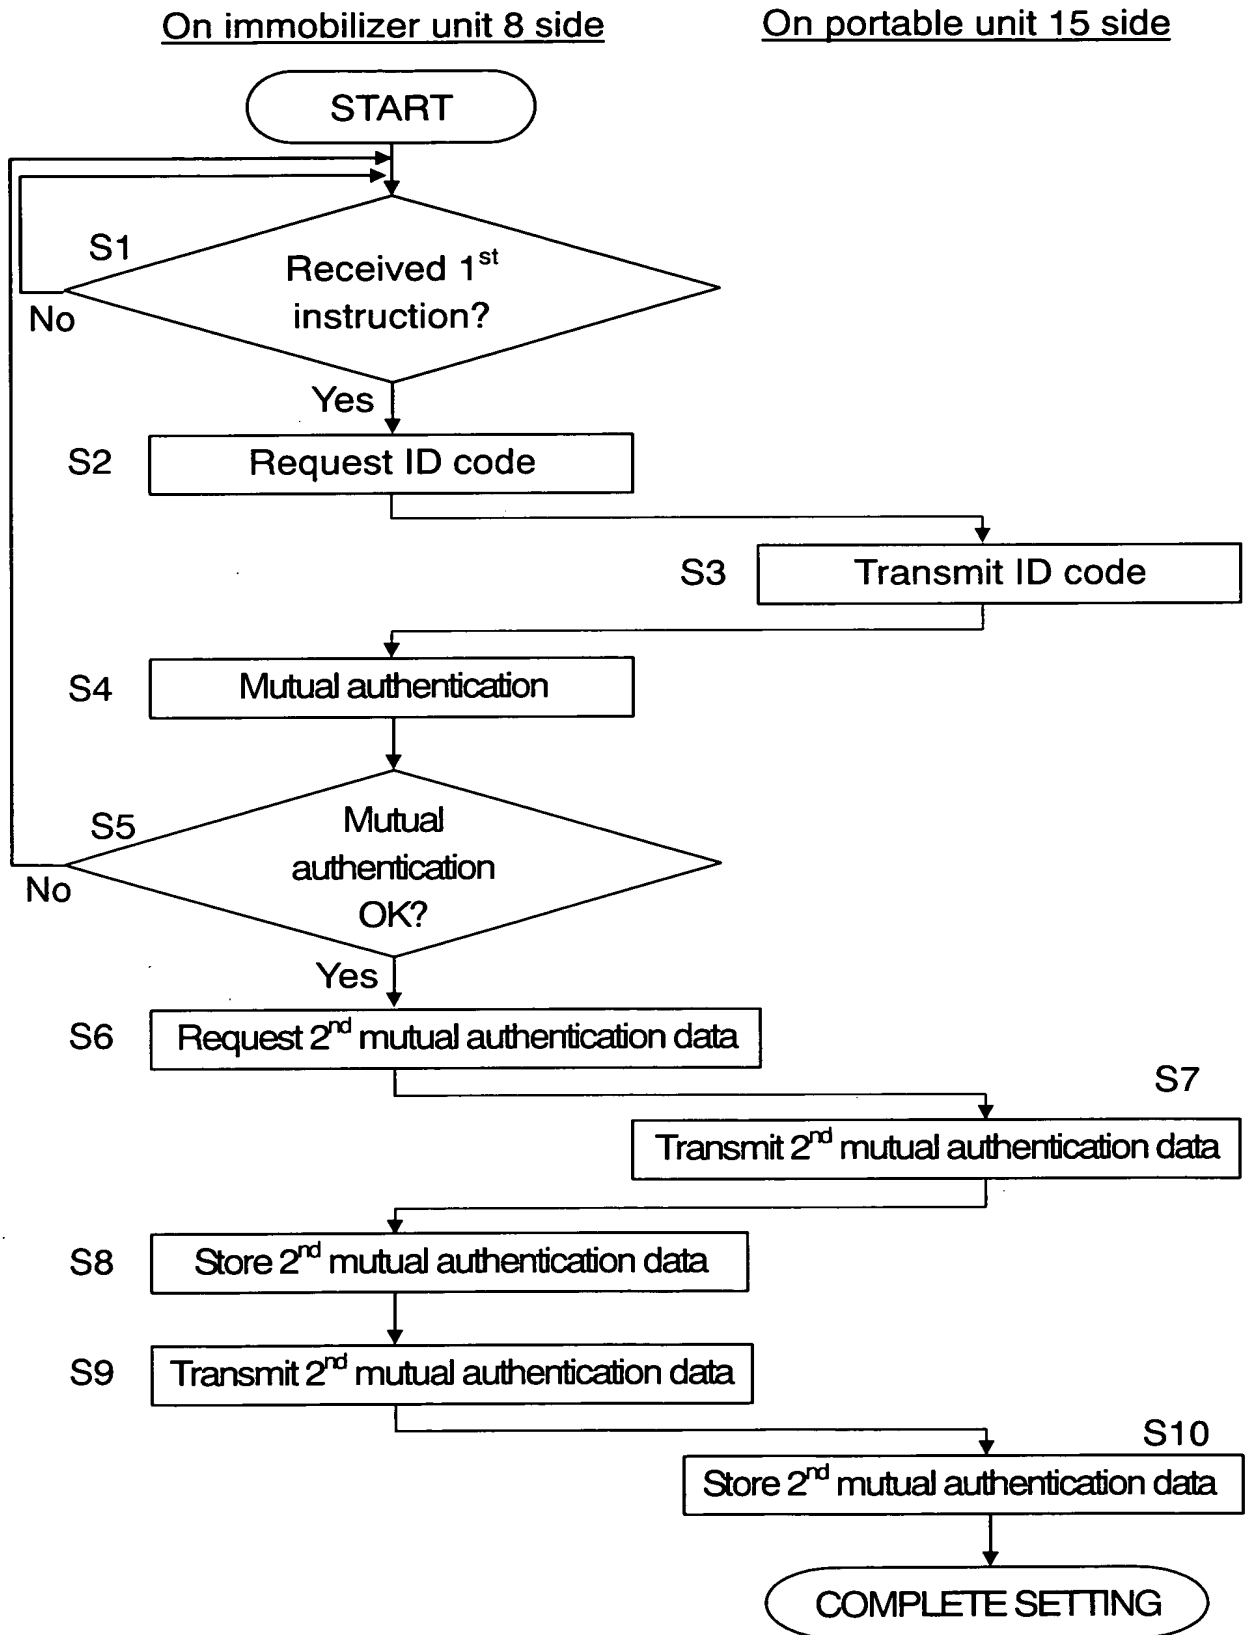 On immobilizer unit 8 side
On portable unit 15 side
START
S1
Received 1st
instruction?
No
Yes
S2
Request ID code
S3
Transmit ID code
S4
Mutual authentication
S5
Mutual
authentication
OK?
No
Yes
S6
Request 2nd mutual authentication data
S7
Transmit 2nd mutual authentication data
S8
Store 2nd mutual authentication data
S9
Transmit 2nd mutual authentication data
S10
Store 2nd mutual authentication data
COMPLETE SETTING